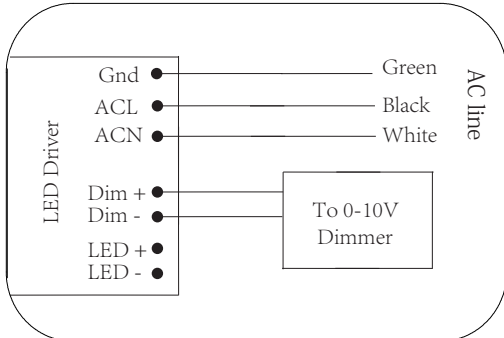 LED Driver
Gnd
ACL
ACN
Dim +
Dim -
LED +
LED -
Green
Black
White
AC line
To 0-10V
Dimmer